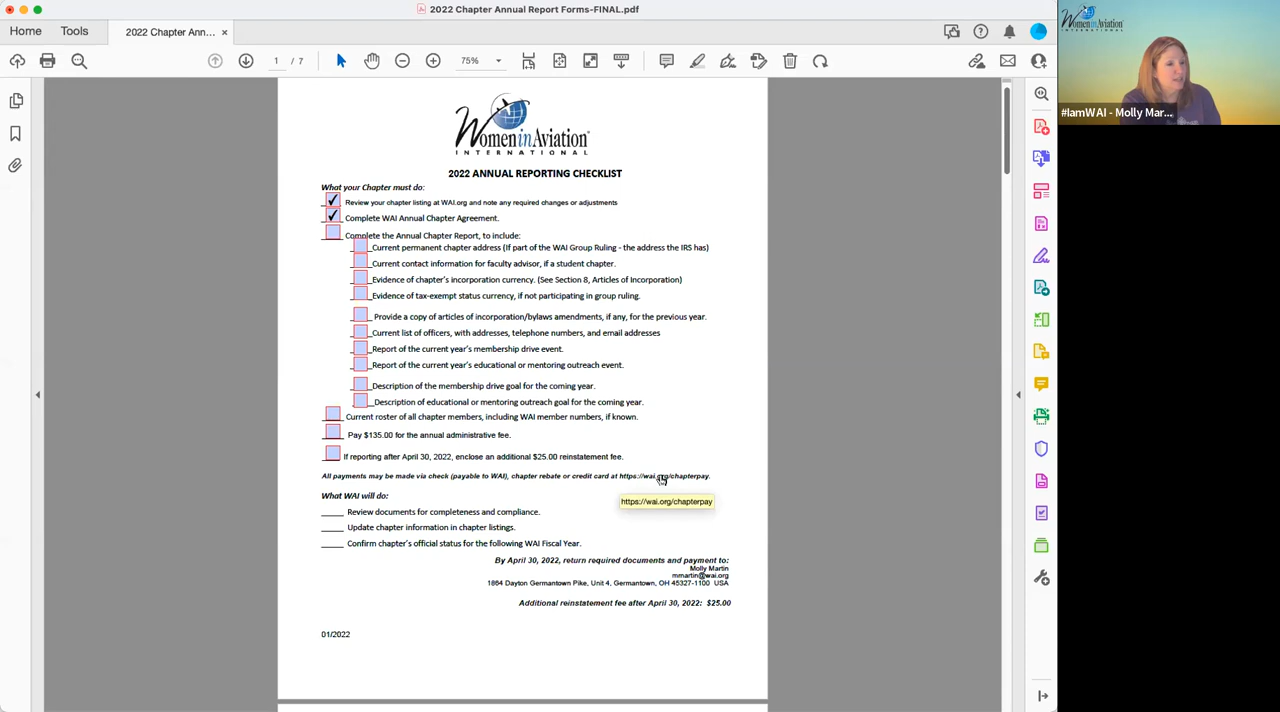 2022 Chapter Annual Report Forms-FINAL.pdf
Home
Tools
2022 Chapter Ann... ×
1 / 7
75%
Women in Aviation
INTERNATIONAL
2022 ANNUAL REPORTING CHECKLIST
What your Chapter must do:
Review your chapter listing at WAI.org and note any required changes or adjustments
Complete WAI Annual Chapter Agreement.
Complete the Annual Chapter Report, to include:
Current permanent chapter address (If part of the WAI Group Ruling - the address the IRS has)
Current contact information for faculty advisor, if a student chapter.
Evidence of chapter's incorporation currency. (See Section 8, Articles of Incorporation)
Evidence of tax-exempt status currency, if not participating in group ruling.
Provide a copy of articles of incorporation/bylaws amendments, if any, for the previous year.
Current list of officers, with addresses, telephone numbers, and email addresses
Report of the current year's membership drive event.
Report of the current year's educational or mentoring outreach event.
Description of the membership drive goal for the coming year.
Description of educational or mentoring outreach goal for the coming year.
Current roster of all chapter members, including WAI member numbers, if known.
Pay $135.00 for the annual administrative fee.
If reporting after April 30, 2022, enclose an additional $25.00 reinstatement fee.
All payments may be made via check (payable to WAI), chapter rebate or credit card at https://wai.org/chapterpay.
https://wai.org/chapterpay
What WAI will do:
_____ Review documents for completeness and compliance.
_____ Update chapter information in chapter listings.
_____ Confirm chapter's official status for the following WAI Fiscal Year.
By April 30, 2022, return required documents and payment to:
Molly Martin
mmartin@wai.org
1864 Dayton Germantown Pike, Unit 4, Germantown, OH 45327-1100 USA
Additional reinstatement fee after April 30, 2022: $25.00
01/2022
Women in Aviation
INTERNATIONAL
#IamWAI - Molly Mar...